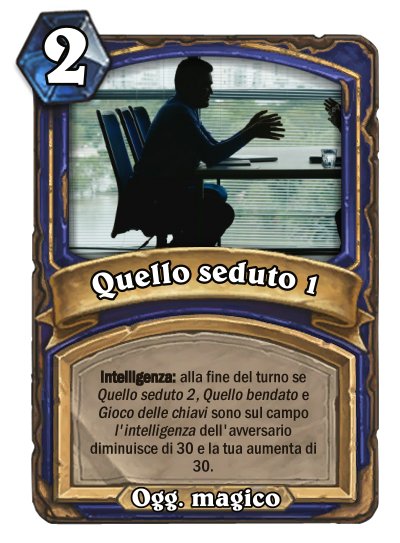 2
Quello seduto 1
Intelligenza: alla fine del turno se
Quello seduto 2, Quello bendato e
Gioco delle chiavi sono sul campo
l'intelligenza dell'avversario
diminuisce di 30 e la tua aumenta di
30.
Ogg. magico